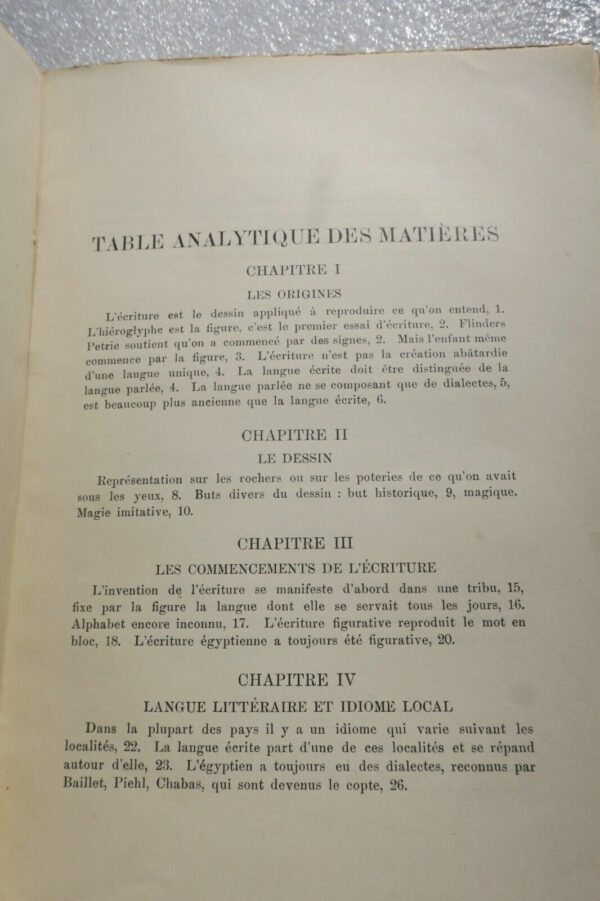 TABLE ANALYTIQUE DES MATIÈRES
CHAPITRE I
LES ORIGINES
L'écriture est le dessin appliqué à reproduire ce qu'on entend, 1.
L'hiéroglyphe est la figure, c'est le premier essai d'écriture, 2. Flinders
Petrie soutient qu'on a commencé par des signes, 2. Mais l'enfant même
commence par la figure, 3. L'écriture n'est pas la création abâtardie
d'une langue unique, 4. La langue écrite doit être distinguée de la
langue parlée, 4. La langue parlée ne se composant que de dialectes, 5,
est beaucoup plus ancienne que la langue écrite, 6.
CHAPITRE II
LE DESSIN
Représentation sur les rochers ou sur les poteries de ce qu'on avait
sous les yeux, 8. Buts divers du dessin : but historique, 9, magique.
Magie imitative, 10.
CHAPITRE III
LES COMMENCEMENTS DE L'ÉCRITURE
L'invention de l'écriture se manifeste d'abord dans une tribu, 15,
fixe par la figure la langue dont elle se servait tous les jours, 16.
Alphabet encore inconnu, 17. L'écriture figurative reproduit le mot en
bloc, 18. L'écriture égyptienne a toujours été figurative, 20.
CHAPITRE IV
LANGUE LITTÉRAIRE ET IDIOME LOCAL
Dans la plupart des pays il y a un idiome qui varie suivant les
localités, 22. La langue écrite part d'une de ces localités et se répand
autour d'elle, 23. L'égyptien a toujours eu des dialectes, reconnus par
Baillet, Piehl, Chabas, qui sont devenus le copte, 26.